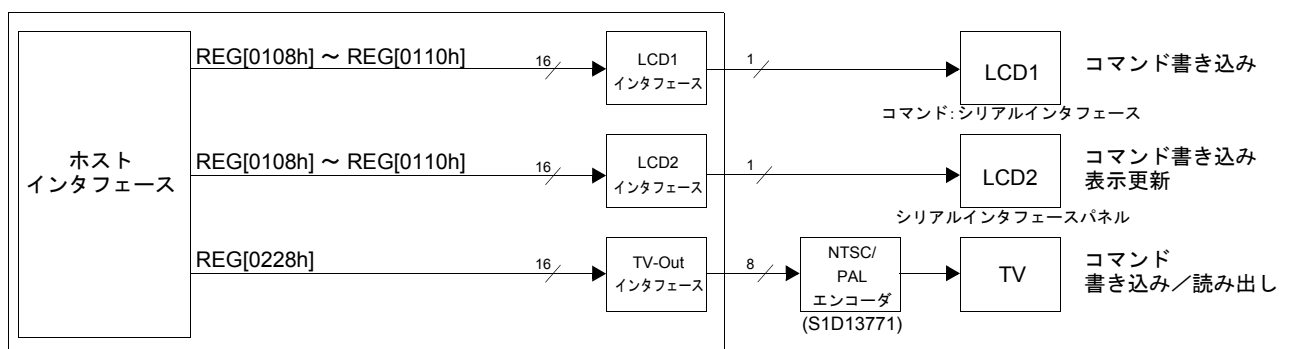 ホスト
インタフェース
REG[0108h] ～ REG[0110h]
16
LCD1
インタフェース
1
LCD1
コマンド書き込み
コマンド:シリアルインタフェース
REG[0108h] ～ REG[0110h]
16
LCD2
インタフェース
1
LCD2
コマンド書き込み
表示更新
シリアルインタフェースパネル
REG[0228h]
16
TV-Out
インタフェース
8
NTSC/
PAL
エンコーダ
(S1D13771)
TV
コマンド
書き込み／読み出し